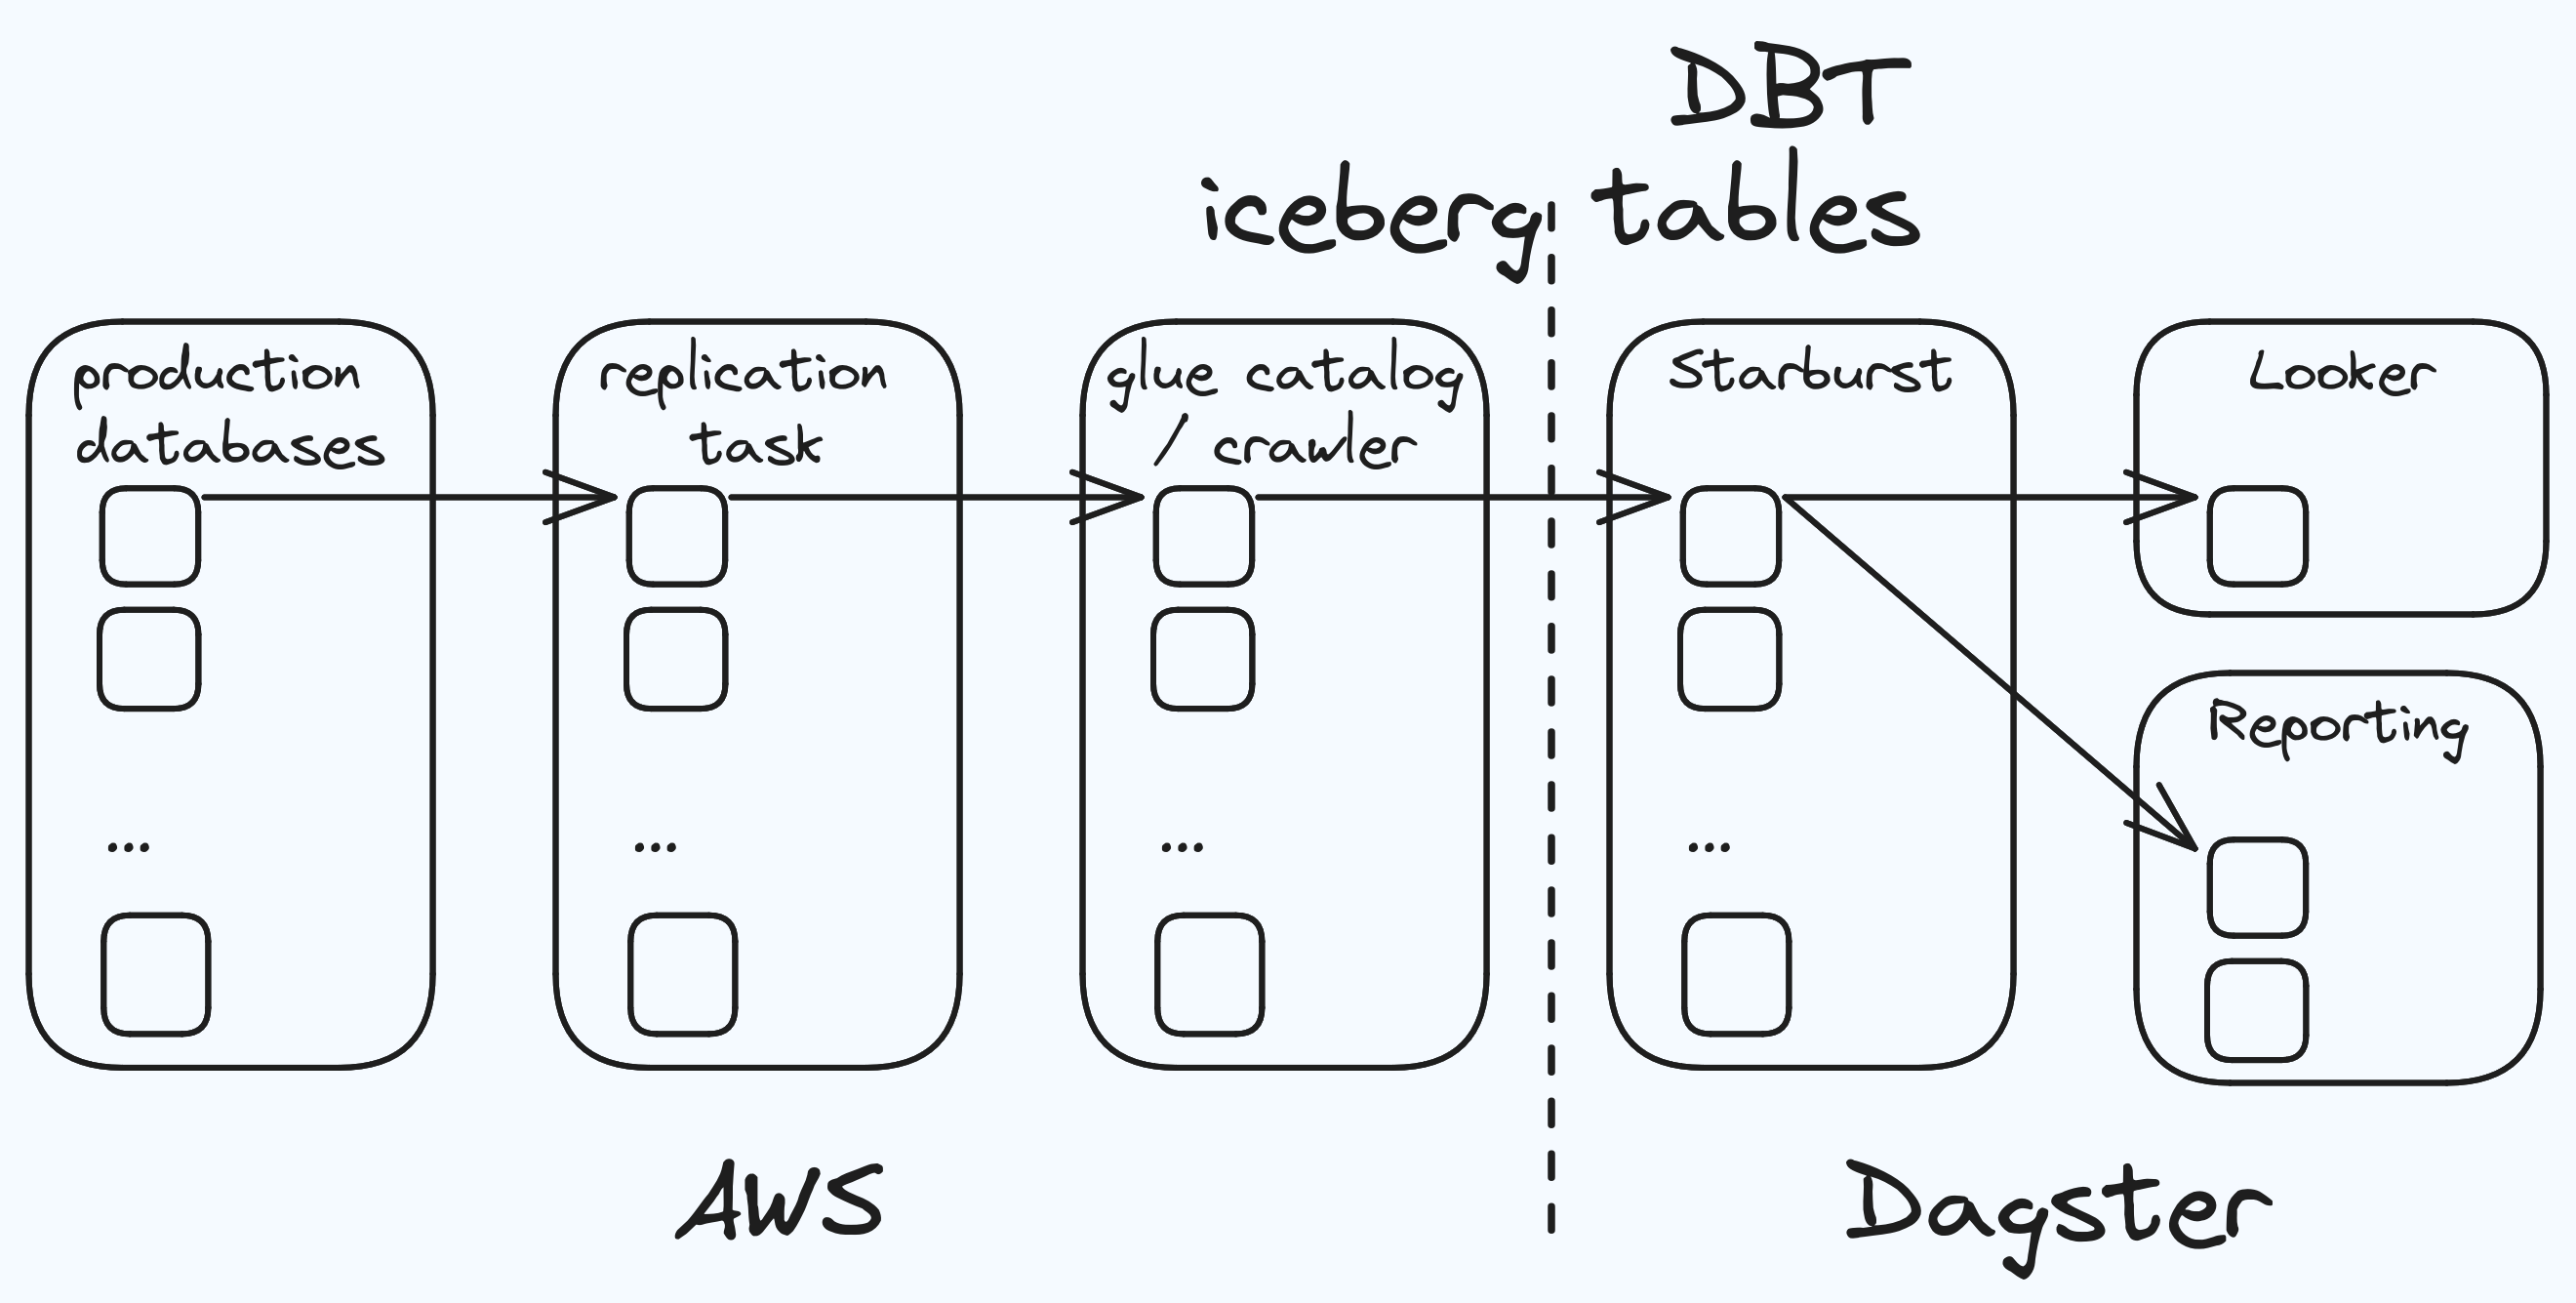 DBT
iceberg tables
production
databases
replication
task
glue catalog
/ crawler
Starburst
Looker
Reporting
...
...
...
...
AWS
Dagster